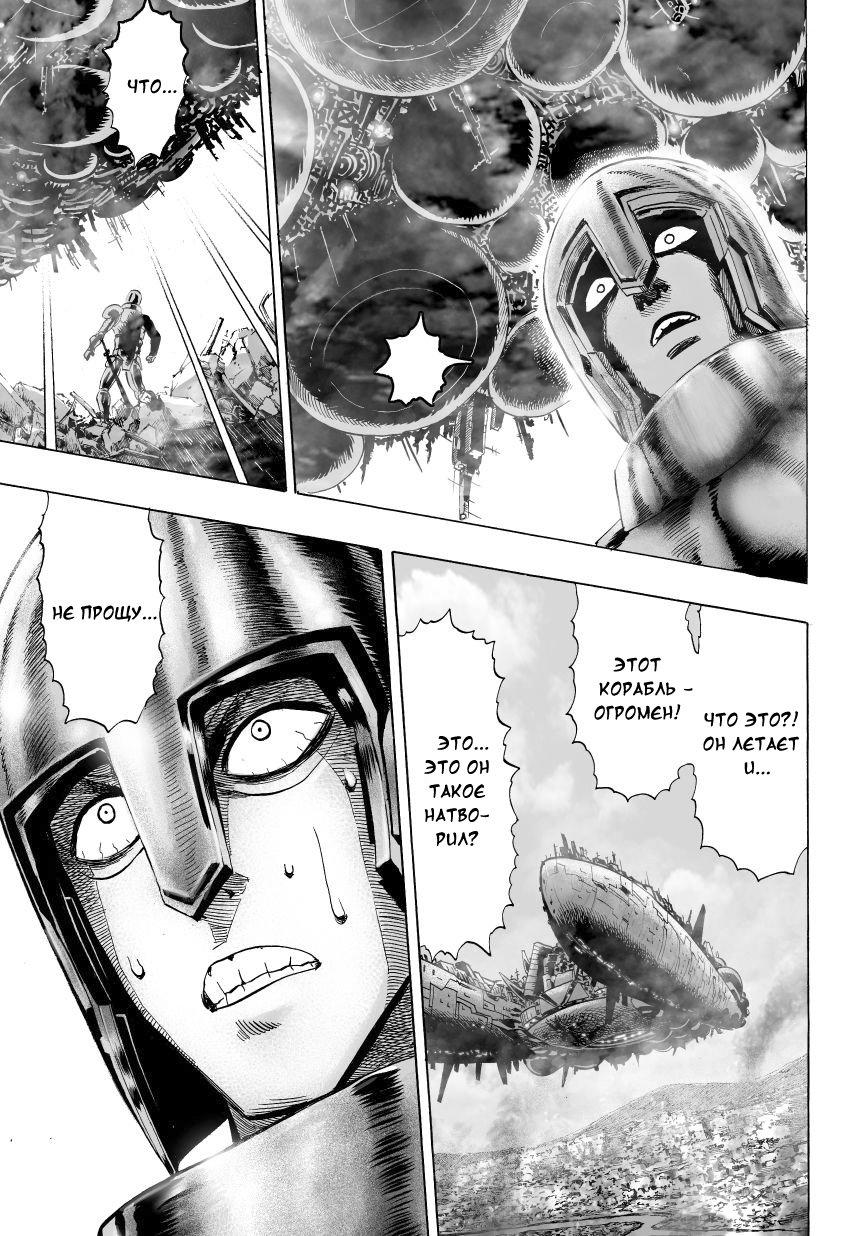 ЧТО...
ЧТО ЭТО?!
ОН ЛЕТАЕТ
И...
ЭТОТ
КОРАБЛЬ -
ОГРОМЕН!
ЭТО...
ЭТО ОН
ТАКОЕ
НАТВО-
РИЛ?
НЕ ПРОЩУ...